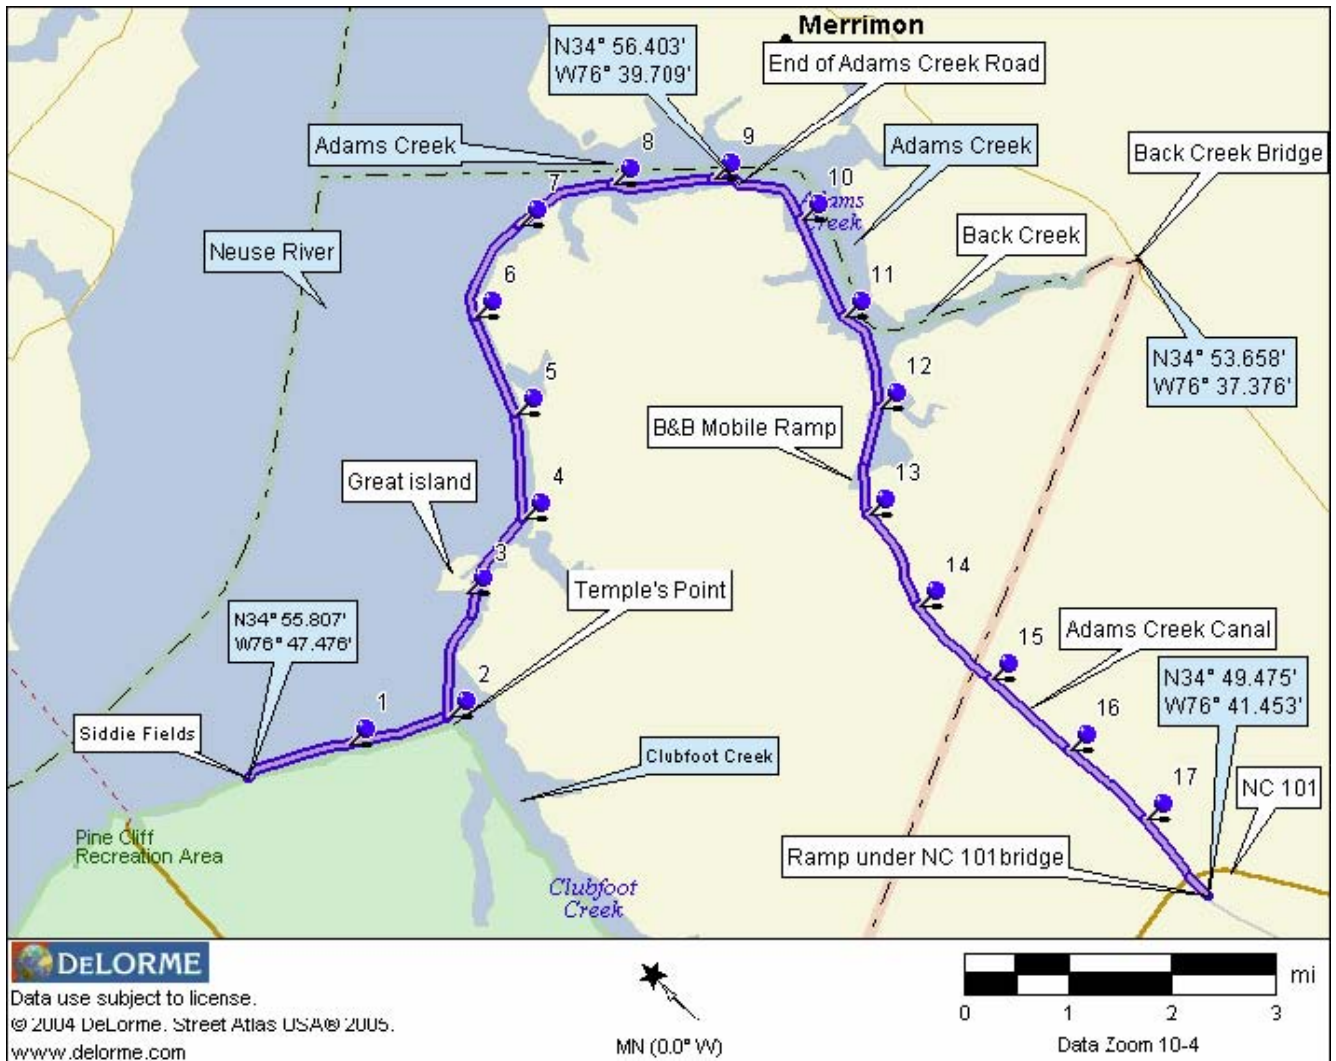 Merrimon
N34° 56.403'
W76° 39.709'
End of Adams Creek Road
8
9
Adams Creek
Adams Creek
Back Creek Bridge
7
10
Adams
Creek
Neuse River
Back Creek
6
11
N34° 53.658'
W76° 37.376'
5
12
B&B Mobile Ramp
Great island
4
13
3
Temple's Point
14
N34° 55.807'
W76° 47.476'
Adams Creek Canal
15
N34° 49.475'
W76° 41.453'
2
1
16
Siddie Fields
Clubfoot Creek
17
NC 101
Pine Cliff
Recreation Area
Ramp under NC 101bridge
Clubfoot
Creek
DELORME
Data use subject to license.
© 2004 DeLorme. Street Atlas USA® 2005.
www.delorme.com
MN (0.0° W)
mi
0 1 2 3
Data Zoom 10-4